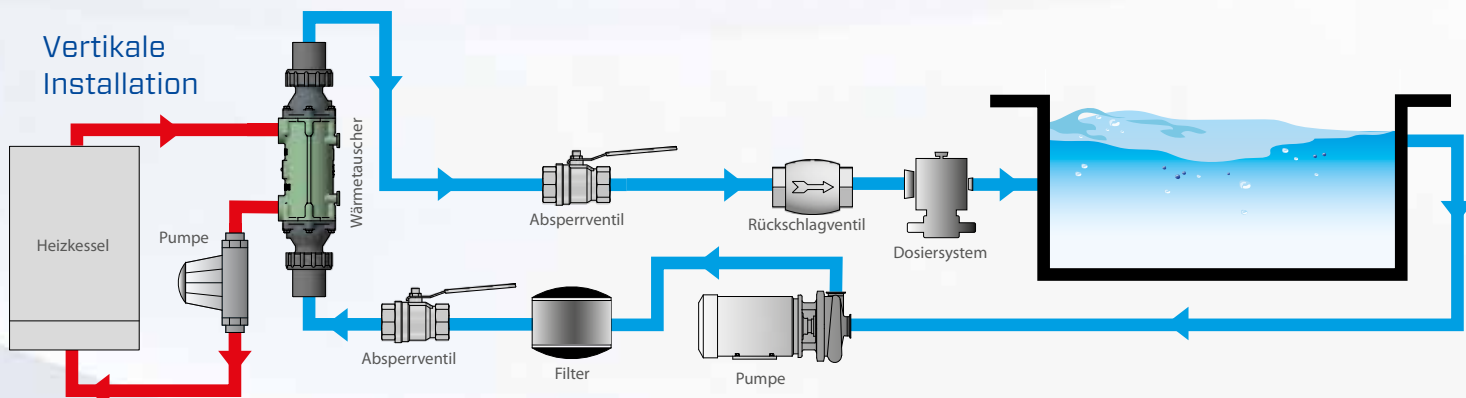 Vertikale
Installation
Wärmetauscher
Heizkessel
Pumpe
Absperrventil
Rückschlagventil
Dosiersystem
Absperrventil
Filter
Pumpe